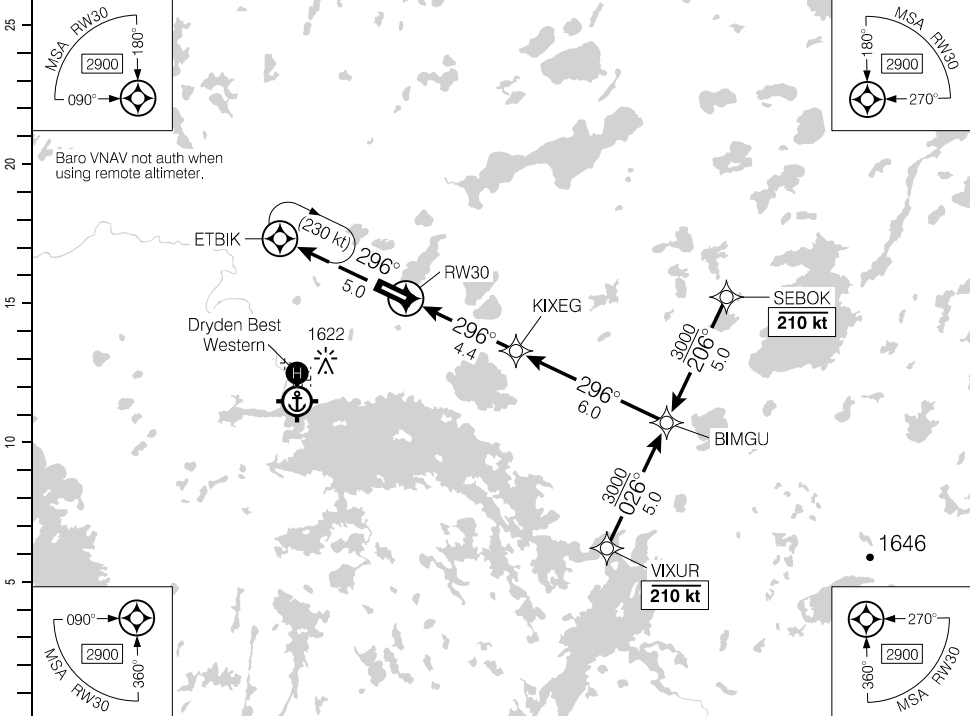 25
20
15
10
5
MSA RW30
180°
2900
090°
MSA RW30
180°
2900
270°
Baro VNAV not auth when
using remote altimeter.
ETBIK
(230 kt)
296°
5.0
RW30
KIXEG
296°
4.4
SEBOK
210 kt
3000
206°
5.0
Dryden Best
Western
1622
H
296°
6.0
BIMGU
3000
026°
5.0
VIXUR
210 kt
1646
090°
2900
360°
MSA RW30
270°
2900
360°
MSA RW30